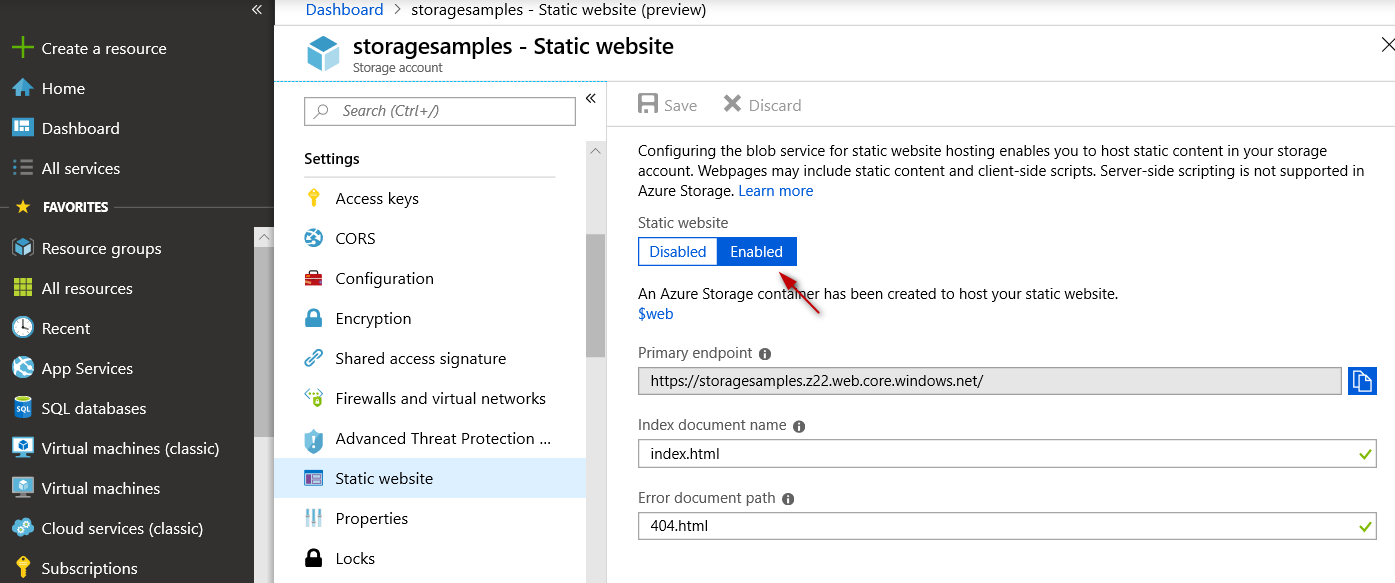 Dashboard > storagesamples - Static website (preview)
storagesamples - Static website
Storage account
Create a resource
Home
Dashboard
All services
FAVORITES
Resource groups
All resources
Recent
App Services
SQL databases
Virtual machines (classic)
Virtual machines
Cloud services (classic)
Subscriptions
Search (Ctrl+/)
Settings
Access keys
CORS
Configuration
Encryption
Shared access signature
Firewalls and virtual networks
Advanced Threat Protection ...
Static website
Properties
Locks
Save Discard
Configuring the blob service for static website hosting enables you to host static content in your storage
account. Webpages may include static content and client-side scripts. Server-side scripting is not supported in
Azure Storage. Learn more
Static website
Disabled Enabled
An Azure Storage container has been created to host your static website.
$web
Primary endpoint
https://storagesamples.z22.web.core.windows.net/
Index document name
index.html
Error document path
404.html